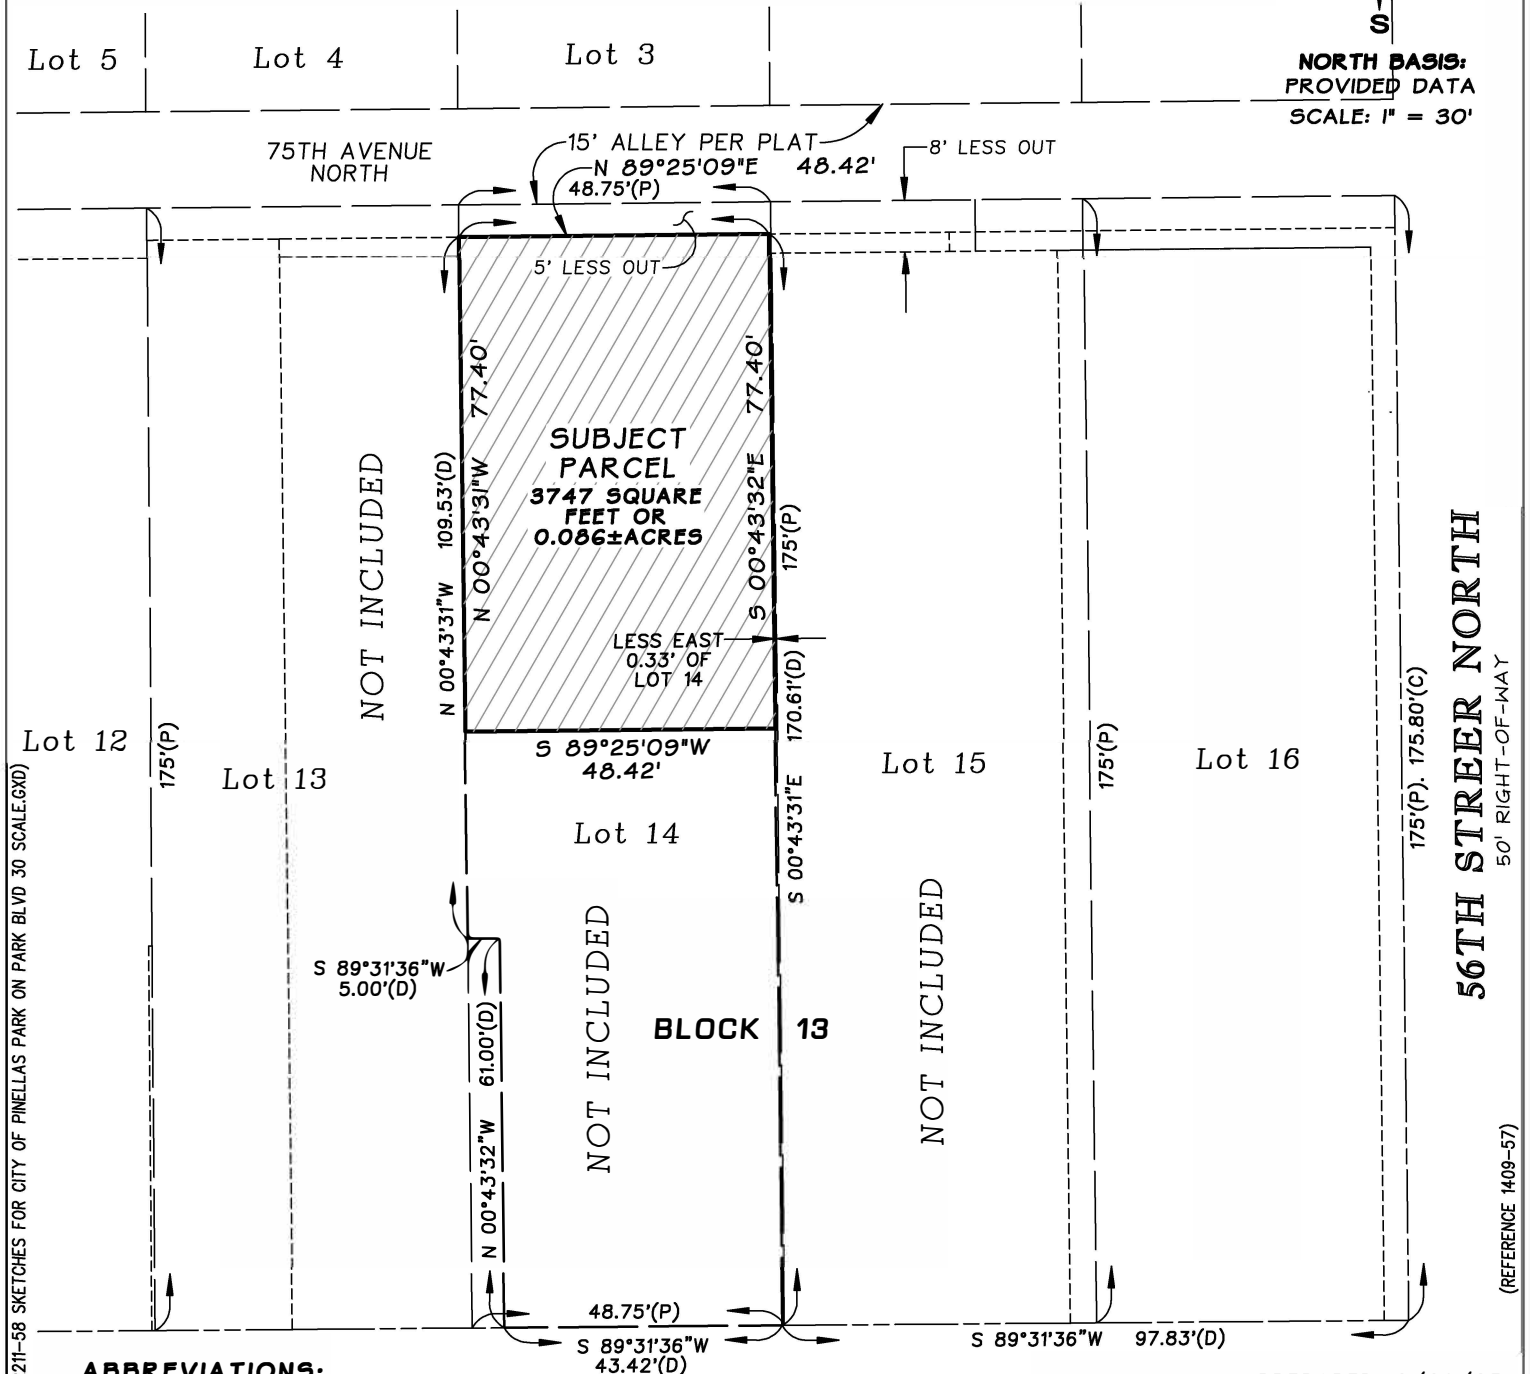 S
Lot 5
Lot 4
Lot 3
NORTH BASIS:
PROVIDED DATA
SCALE: 1" = 30'
75TH AVENUE
NORTH
15' ALLEY PER PLAT
N 89°25'09"E 48.42'
48.75'(P)
8' LESS OUT
5' LESS OUT
N 00°43'31"W 109.53'(D)
N 00°43'31"W 77.40'
S 00°43'32"E 77.40'
175'(P)
SUBJECT
PARCEL
3747 SQUARE
FEET OR
0.086±ACRES
LESS EAST
0.33' OF
LOT 14
NOT INCLUDED
S 89°25'09"W
48.42'
S 00°43'31"E 170.61'(D)
Lot 12
175'(P)
Lot 13
Lot 14
Lot 15
175'(P)
Lot 16
175'(P). 175.80'(C)
56TH STREER NORTH
50' RIGHT-OF-WAY
S 89°31'36"W
5.00'(D)
N 00°43'32"W 61.00'(D)
NOT INCLUDED
BLOCK 13
NOT INCLUDED
48.75'(P)
S 89°31'36"W
43.42'(D)
S 89°31'36"W 97.83'(D)
(REFERENCE 1409-57)
211-58 SKETCHES FOR CITY OF PINELLAS PARK ON PARK BLVD 30 SCALE.GXD)
ABBREVIATIONS: